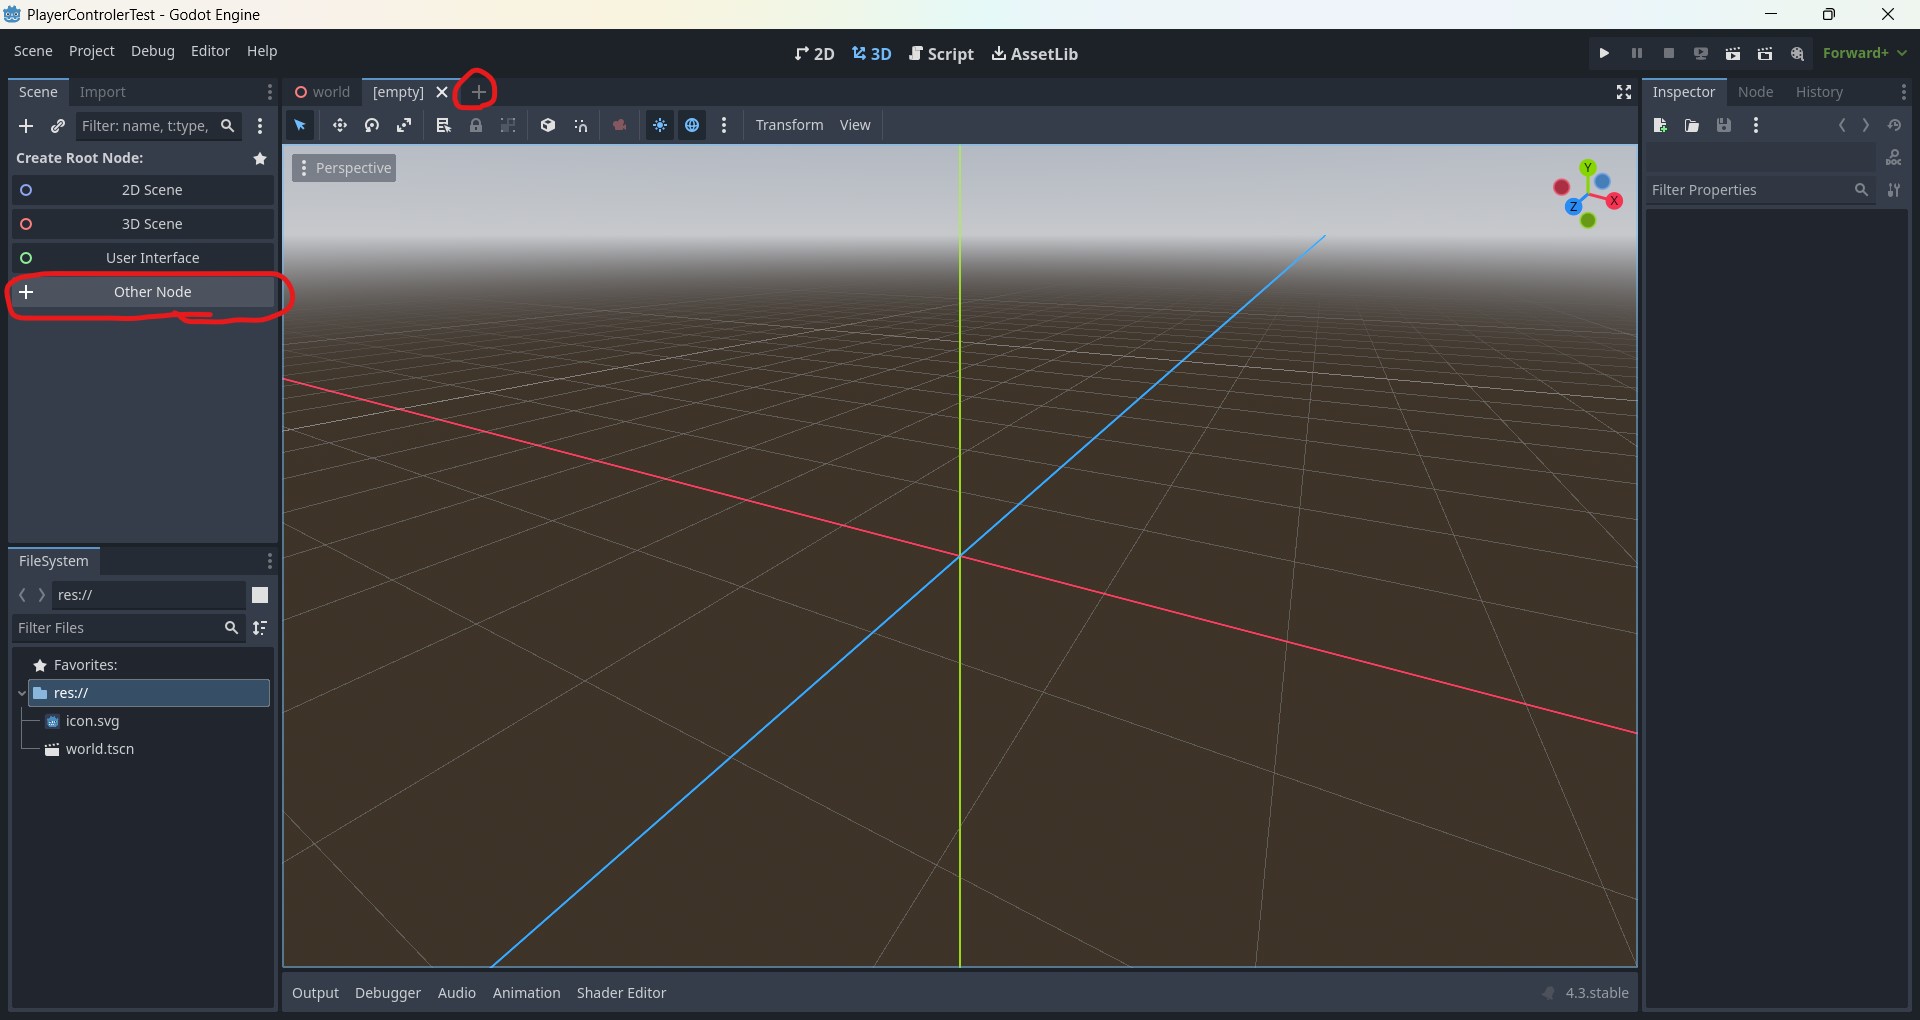 PlayerControlerTest - Godot Engine
Scene Project Debug Editor Help
2D 3D Script AssetLib
Forward+
Scene Import
world [empty]
Inspector Node History
Filter: name, t:type,
Transform View
Create Root Node:
Perspective
2D Scene
3D Scene
User Interface
Other Node
Y
X
Z
DOC
Filter Properties
FileSystem
res://
Filter Files
Favorites:
res://
icon.svg
world.tscn
Output Debugger Audio Animation Shader Editor
4.3.stable